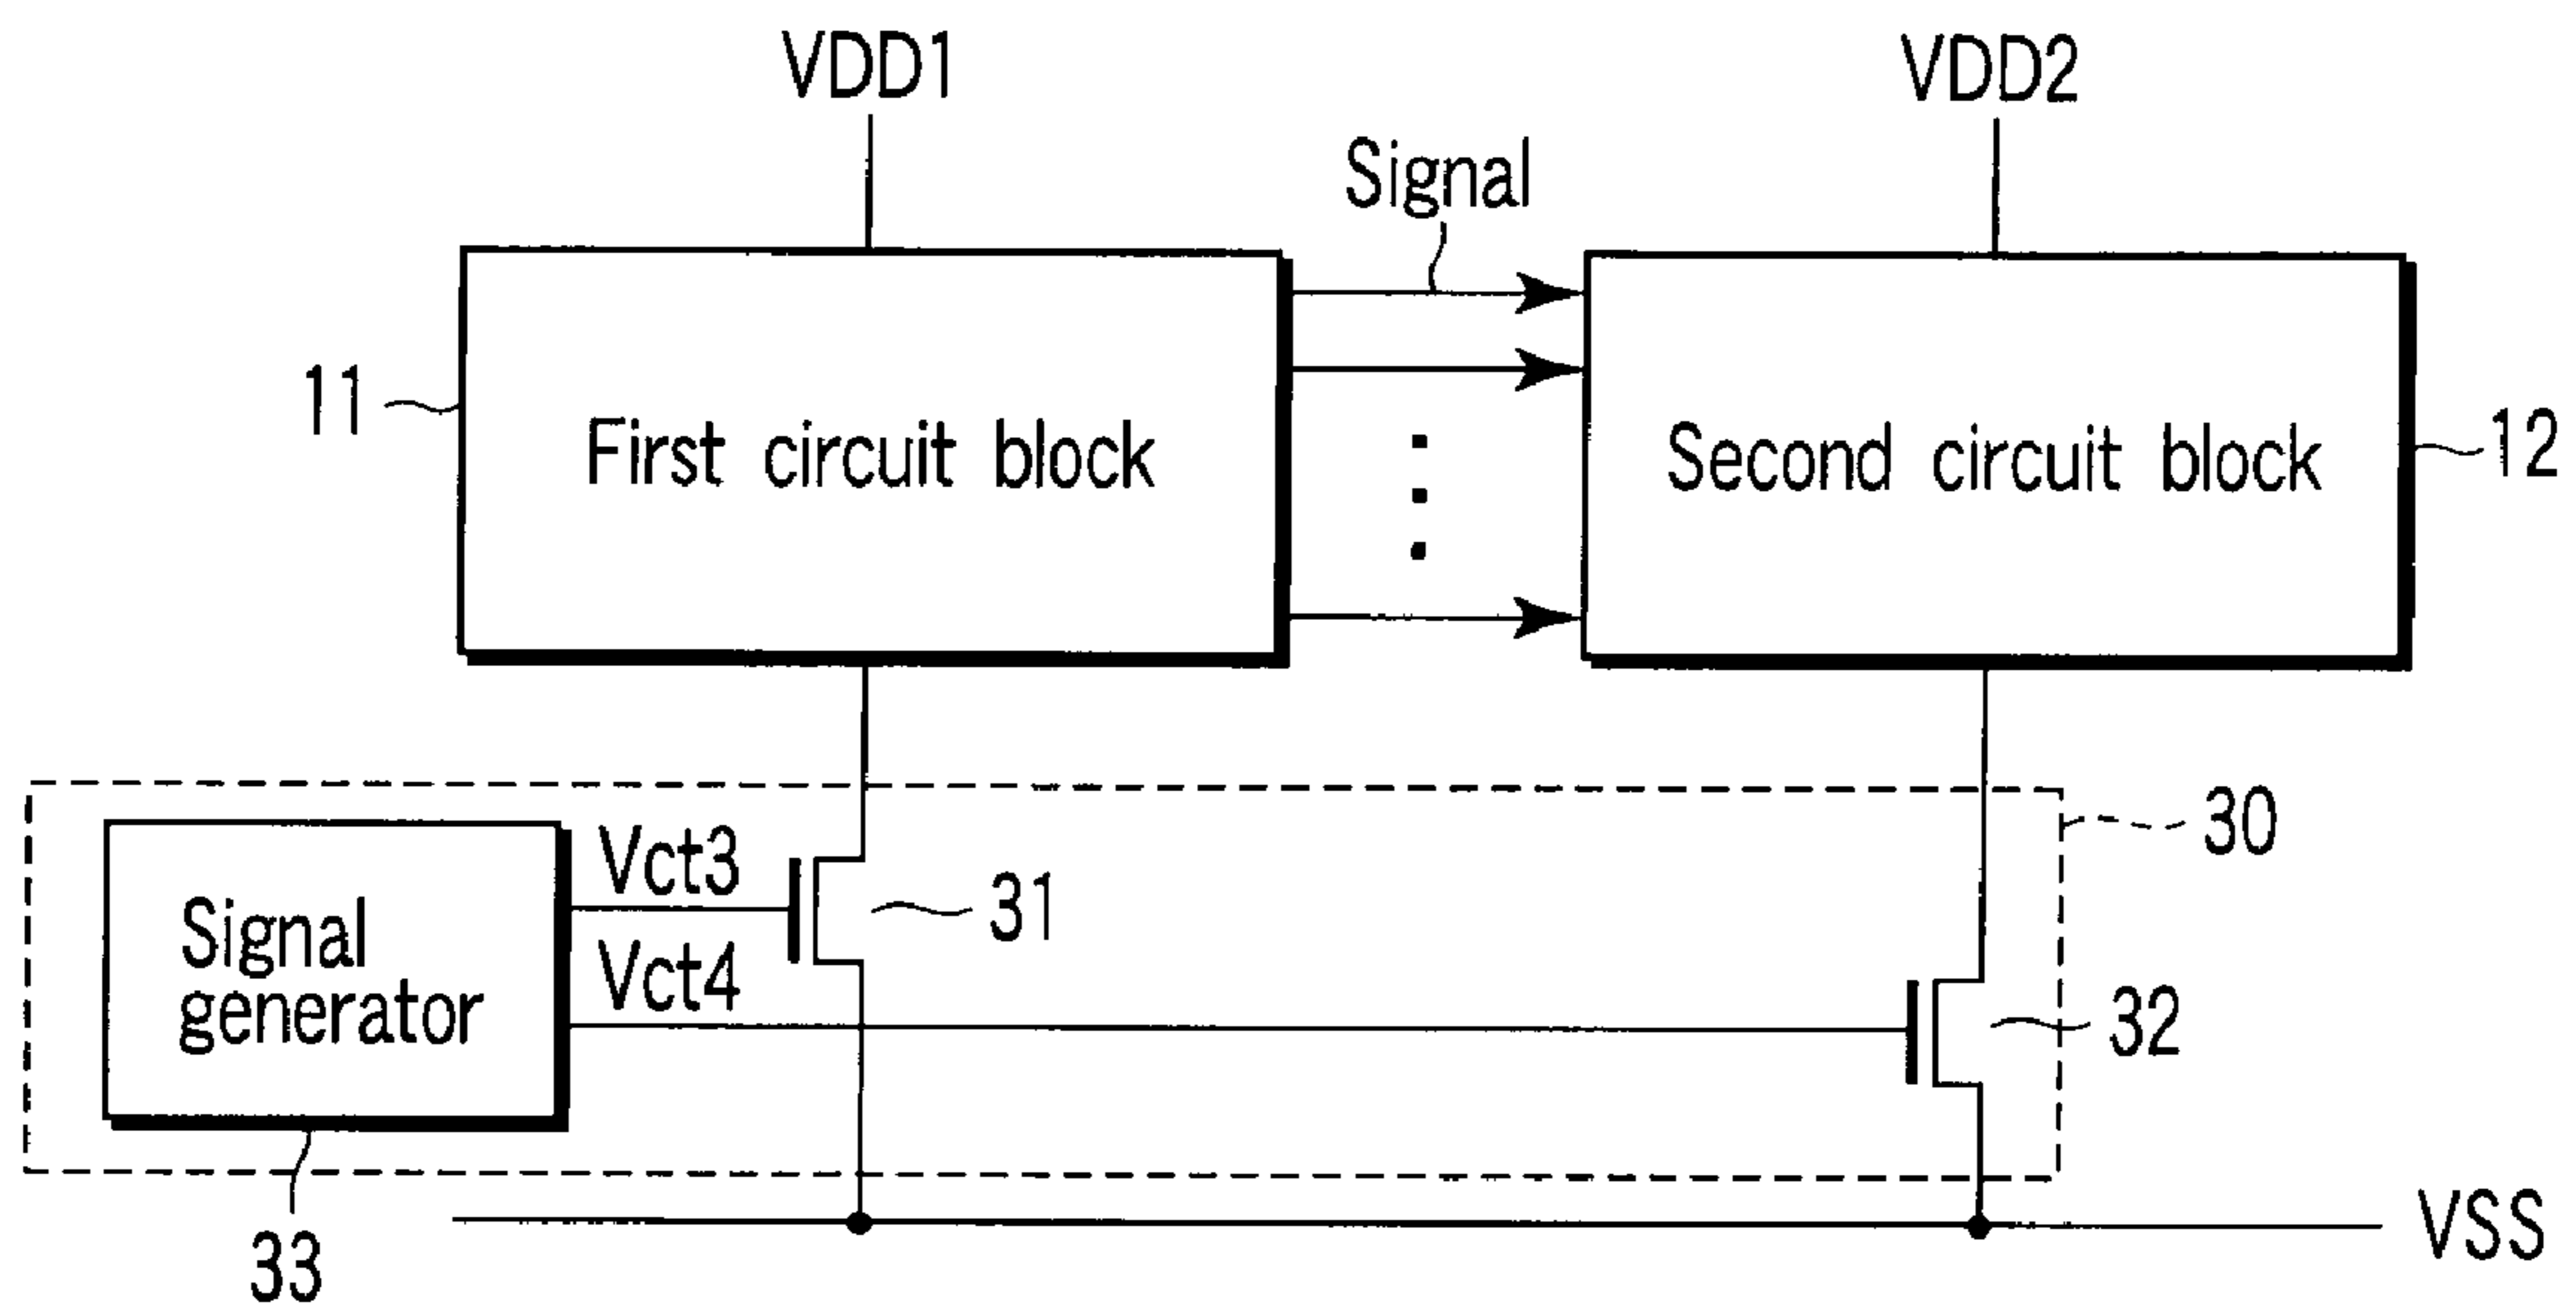 VDD1
VDD2
Signal
11
First circuit block
Second circuit block
12
30
Vct3
31
Signal
generator
Vct4
32
33
VSS